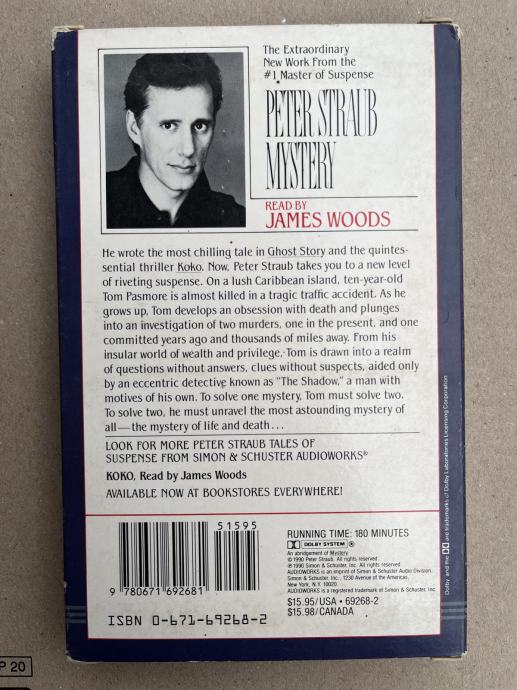 The Extraordinary
New Work From the
#1 Master of Suspense
PETER STRAUB
MYSTERY
READ BY
JAMES WOODS
He wrote the most chilling tale in Ghost Story and the quintes-
sential thriller Koko. Now, Peter Straub takes you to a new level
of riveting suspense. On a lush Caribbean island, ten-year-old
Tom Pasmore is almost killed in a tragic traffic accident. As he
grows up, Tom develops an obsession with death and plunges
into an investigation of two murders, one in the present, and one
committed years ago and thousands of miles away. From his
insular world of wealth and privilege, Tom is drawn into a realm
of questions without answers, clues without suspects, aided only
by an eccentric detective known as "The Shadow," a man with
motives of his own. To solve one mystery, Tom must solve two.
To solve two, he must unravel the most astounding mystery of
all—the mystery of life and death...
LOOK FOR MORE PETER STRAUB TALES OF
SUSPENSE FROM SIMON & SCHUSTER AUDIOWORKS®
KOKO, Read by James Woods
AVAILABLE NOW AT BOOKSTORES EVERYWHERE!
51595
9 780671 692681
ISBN 0-671-69268-2
RUNNING TIME: 180 MINUTES
DOLBY SYSTEM ®
An abridgement of Mystery
© 1990 Peter Straub. All rights reserved
℗ 1990 Simon & Schuster, Inc. All rights reserved
AUDIOWORKS is an imprint of Simon & Schuster Audio Division,
Simon & Schuster, Inc., 1230 Avenue of the Americas,
New York, N.Y. 10020
AUDIOWORKS is a registered trademark of Simon & Schuster, Inc.
$15.95/USA • 69268-2
$15.98/CANADA
Dolby, and the DD are trademarks of Dolby Laboratories Licensing Corporation
P 20